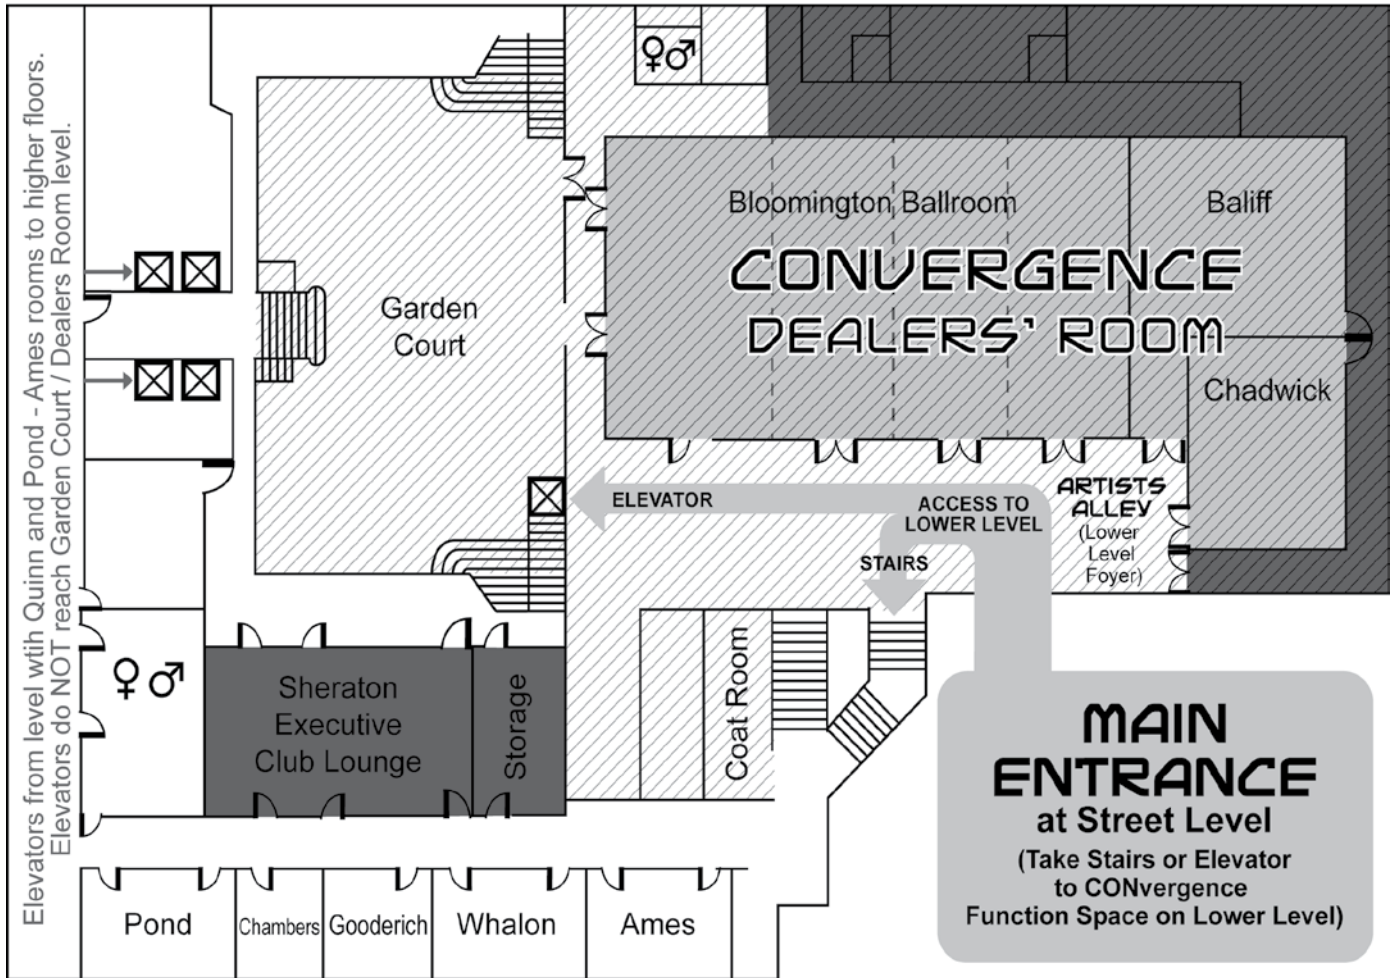 Elevators from level wtih Quinn and Pond - Ames rooms to higher floors.
Elevators do NOT reach Garden Court / Dealers Room level.
Bloomington Ballroom
Baliff
CONVERGENCE
DEALERS' ROOM
Garden
Court
Chadwick
ELEVATOR
ACCESS TO
LOWER LEVEL
STAIRS
ARTISTS
ALLEY
(Lower
Level
Foyer)
Sheraton
Executive
Club Lounge
Storage
Coat Room
MAIN
ENTRANCE
at Street Level
(Take Stairs or Elevator
to CONvergence
Function Space on Lower Level)
Pond
Chambers
Gooderich
Whalon
Ames